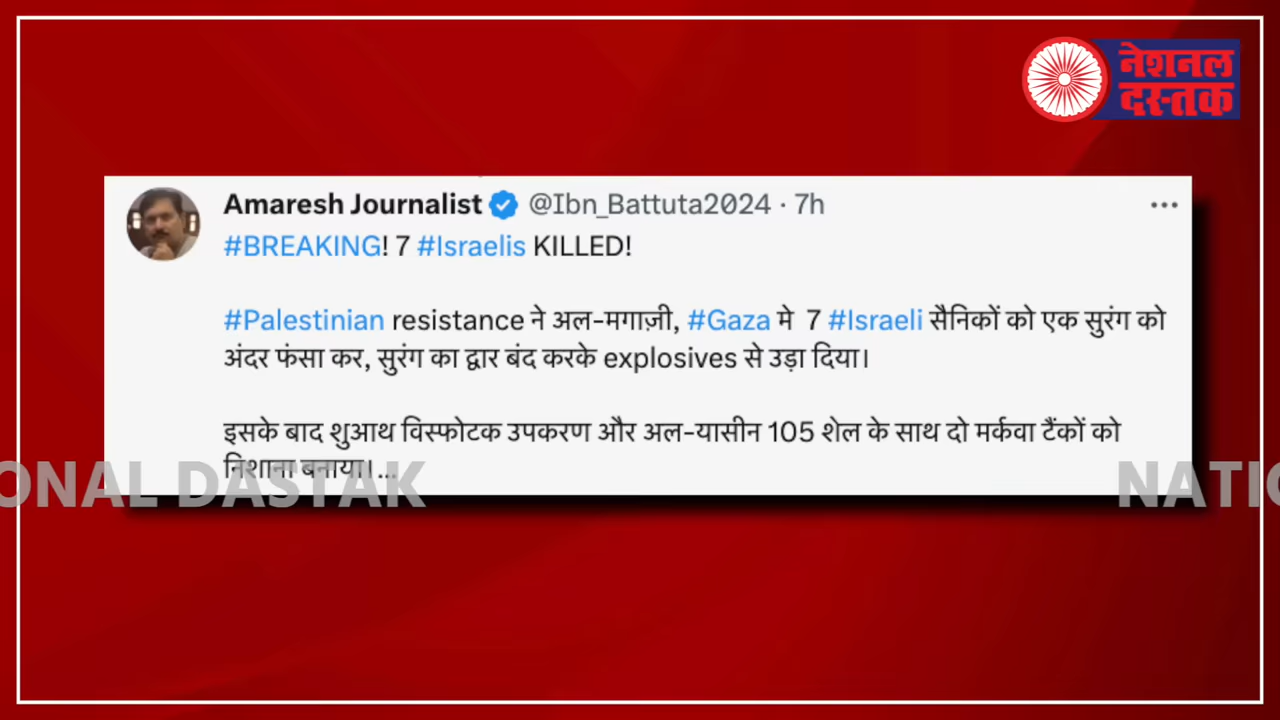 नेशनल
दस्तक
Amaresh Journalist @Ibn_Battuta2024 · 7h
#BREAKING! 7 #Israelis KILLED!
#Palestinian resistance ने अल-मगाज़ी, #Gaza मे 7 #Israeli सैनिकों को एक सुरंग को
अंदर फंसा कर, सुरंग का द्वार बंद करके explosives से उड़ा दिया।
इसके बाद शुआथ विस्फोटक उपकरण और अल-यासीन 105 शेल के साथ दो मर्कवा टैंकों को
निशाना बनाया।...
ONAL DASTAK
NATIO